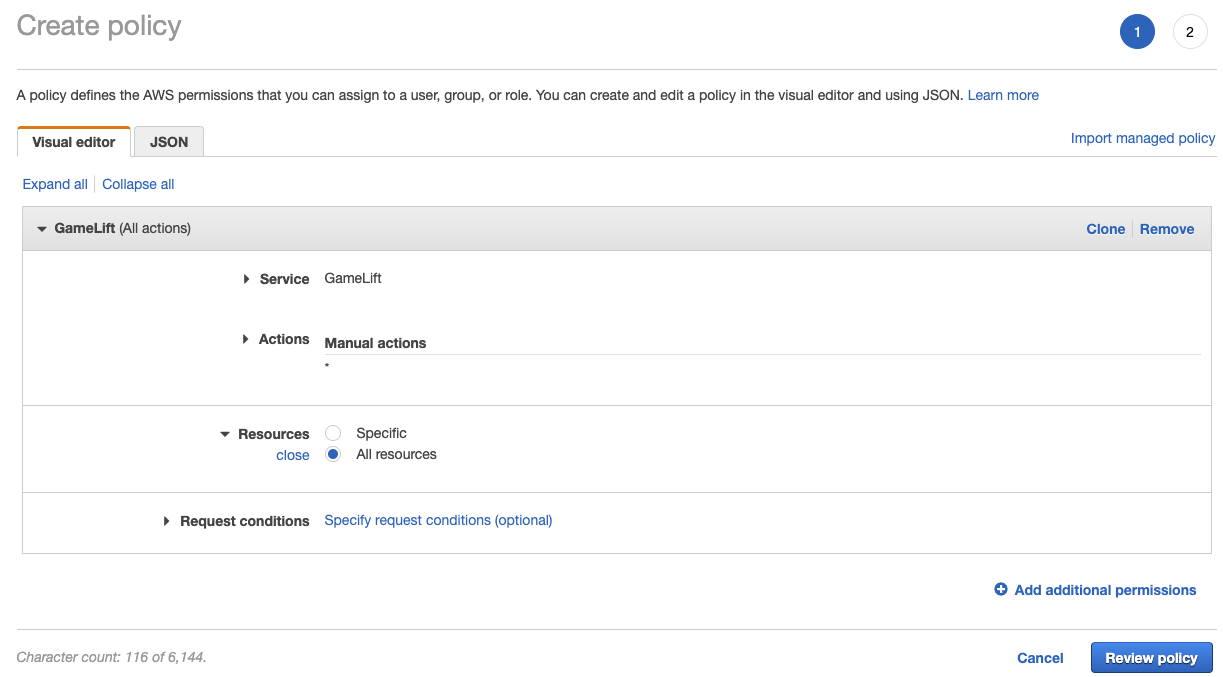 Create policy
1
2
A policy defines the AWS permissions that you can assign to a user, group, or role. You can create and edit a policy in the visual editor and using JSON. Learn more
Visual editor
JSON
Import managed policy
Expand all
Collapse all
GameLift (All actions)
Clone
Remove
Service
GameLift
Actions
Manual actions
*
Resources
Specific
close
All resources
Request conditions
Specify request conditions (optional)
Add additional permissions
Character count: 116 of 6,144.
Cancel
Review policy